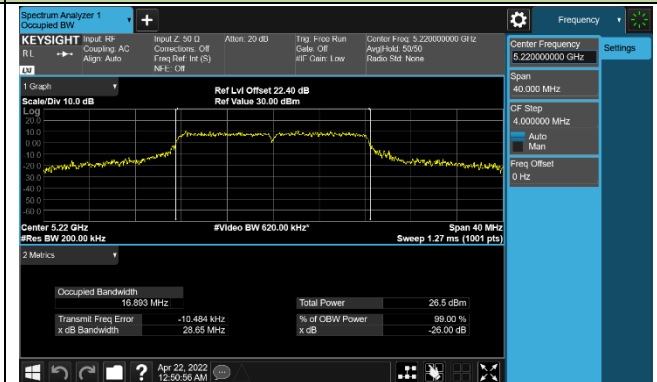 Spectrum Analyzer 1
Occupied BW
Frequency
KEYSIGHT
RL
LXI
Input: RF
Coupling: AC
Align: Auto
Input Z: 50 Ω
Corrections: Off
Freq Ref: Int (S)
NFE: Off
Atten: 20 dB
Trig: Free Run
Gate: Off
#IF Gain: Low
Center Freq: 5.220000000 GHz
Avg|Hold: 50/50
Radio Std: None
Center Frequency
5.220000000 GHz
Settings
Span
40.000 MHz
CF Step
4.000000 MHz
Auto
Man
Freq Offset
0 Hz
1 Graph
Scale/Div 10.0 dB
Ref Lvl Offset 22.40 dB
Ref Value 30.00 dBm
Log
20.0
10.0
0.00
-10.0
-20.0
-30.0
-40.0
-50.0
-60.0
Center 5.22 GHz
#Res BW 200.00 kHz
#Video BW 620.00 kHz*
Span 40 MHz
Sweep 1.27 ms (1001 pts)
2 Metrics
Occupied Bandwidth
16.893 MHz
Total Power 26.5 dBm
Transmit Freq Error -10.484 kHz
% of OBW Power 99.00 %
x dB Bandwidth 28.65 MHz
x dB -26.00 dB
?
Apr 22, 2022
12:50:56 AM